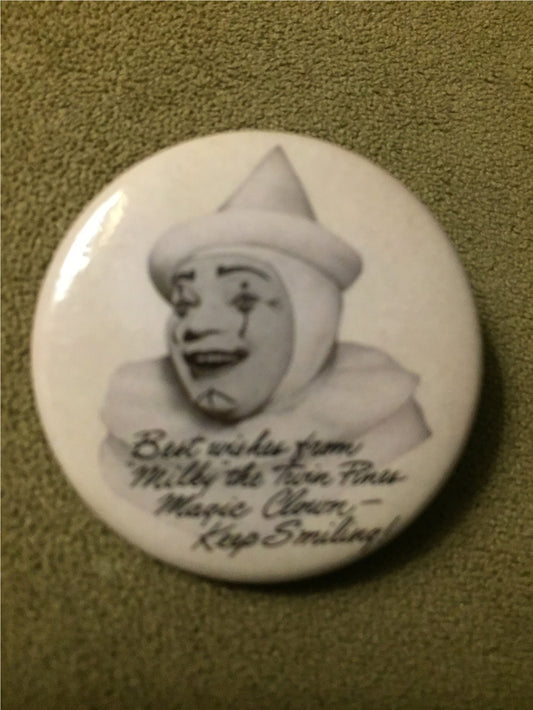 Best wishes from
"Milky" the Twin Pines
Magic Clown —
Keep Smiling!